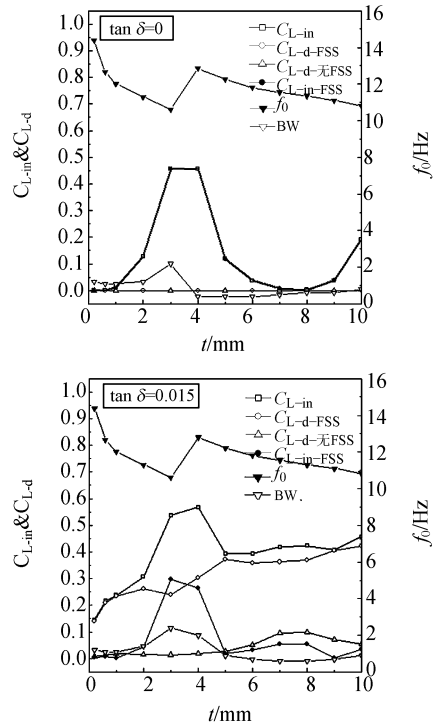 tan δ=0
C_L-in
C_L-d-FSS
C_L-d-无FSS
C_L-in-FSS
f_0
BW
1.0
0.9
0.8
0.7
0.6
0.5
0.4
0.3
0.2
0.1
0.0
C_L-in&C_L-d
16
14
12
10
8
6
4
2
0
f_0/Hz
0 2 4 6 8 10
t/mm
tan δ=0.015
C_L-in
C_L-d-FSS
C_L-d-无FSS
C_L-in-FSS
f_0
BW.
1.0
0.9
0.8
0.7
0.6
0.5
0.4
0.3
0.2
0.1
0.0
C_L-in&C_L-d
16
14
12
10
8
6
4
2
0
f_0/Hz
0 2 4 6 8 10
t/mm